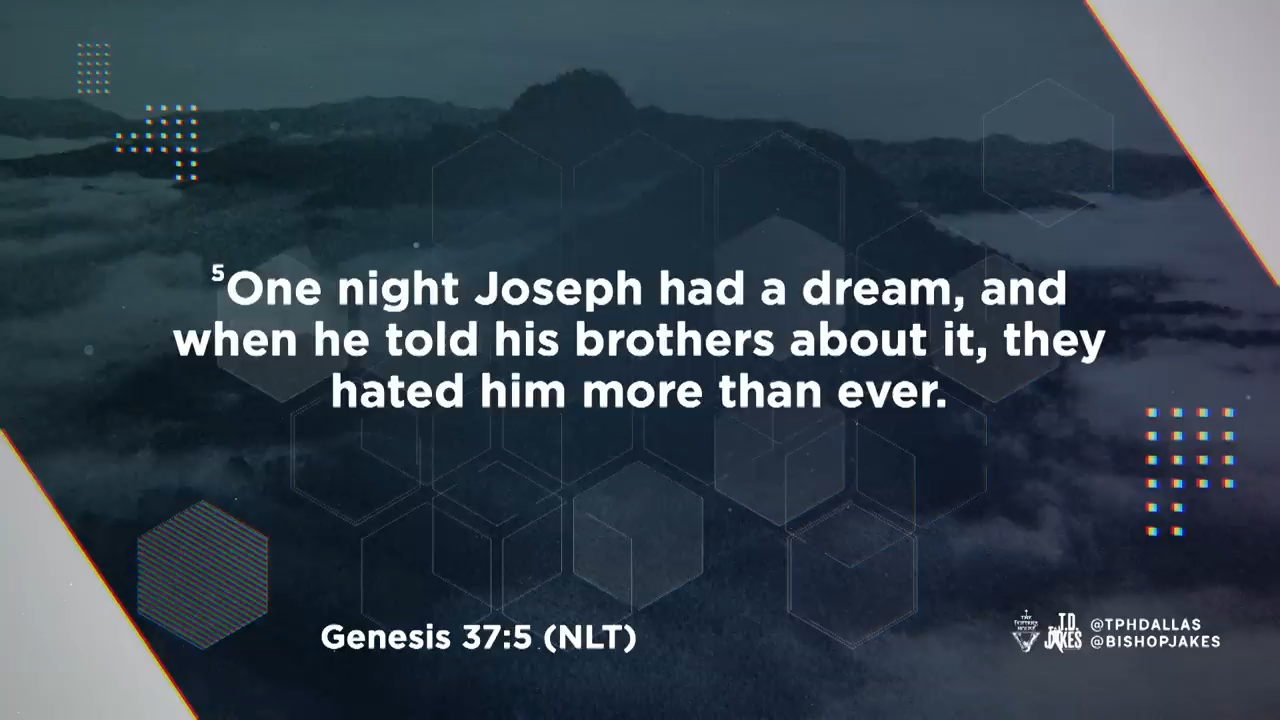 ⁵One night Joseph had a dream, and
when he told his brothers about it, they
hated him more than ever.
Genesis 37:5 (NLT)
T.D.
JAKES
@TPHDALLAS
@BISHOPJAKES